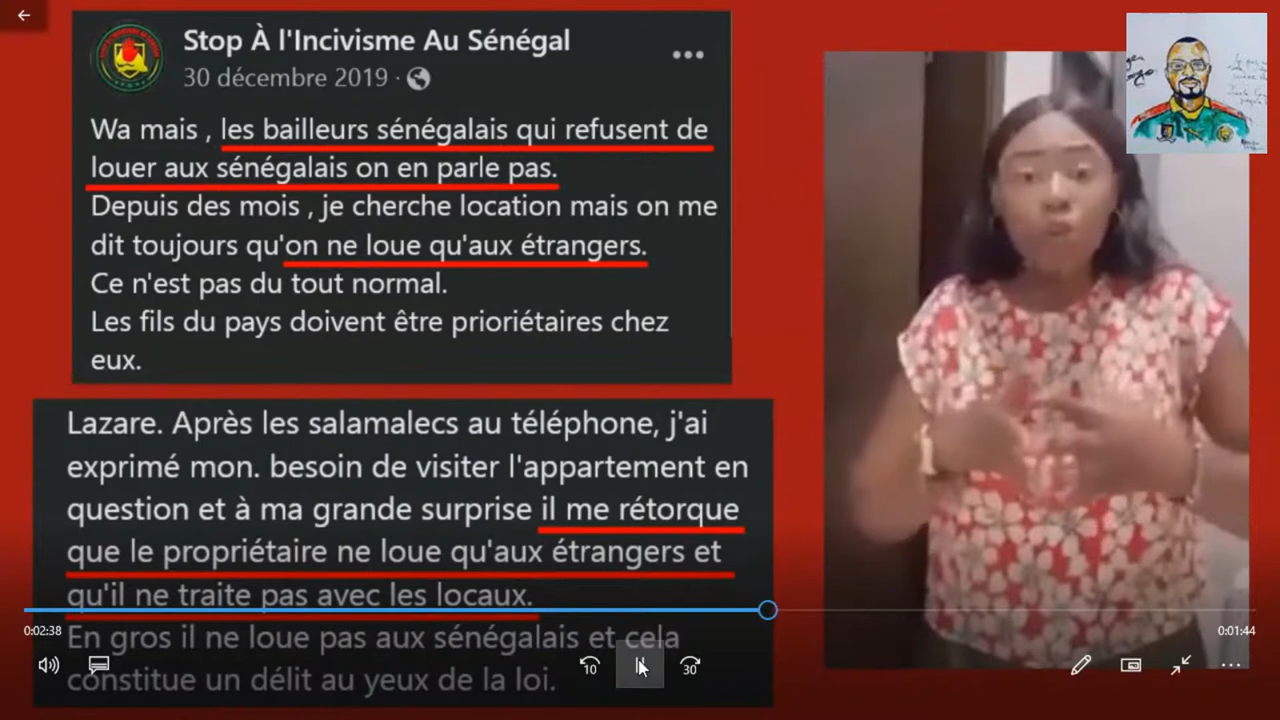 Stop À l'Incivisme Au Sénégal
30 décembre 2019
Wa mais , les bailleurs sénégalais qui refusent de
louer aux sénégalais on en parle pas.
Depuis des mois , je cherche location mais on me
dit toujours qu'on ne loue qu'aux étrangers.
Ce n'est pas du tout normal.
Les fils du pays doivent être prioriétaires chez
eux.
Lazare. Après les salamalecs au téléphone, j'ai
exprimé mon. besoin de visiter l'appartement en
question et à ma grande surprise il me rétorque
que le propriétaire ne loue qu'aux étrangers et
qu'il ne traite pas avec les locaux.
En gros il ne loue pas aux sénégalais et cela
constitue un délit au yeux de la loi.
0:02:38
0:01:44
10
30